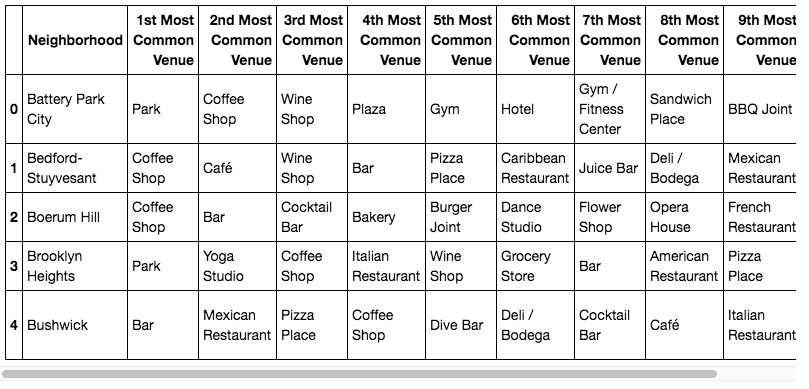 Neighborhood 1st Most Common Venue 2nd Most Common Venue 3rd Most Common Venue 4th Most Common Venue 5th Most Common Venue 6th Most Common Venue 7th Most Common Venue 8th Most Common Venue 9th Most Common Venue
0 Battery Park City Park Coffee Shop Wine Shop Plaza Gym Hotel Gym / Fitness Center Sandwich Place BBQ Joint
1 Bedford-Stuyvesant Coffee Shop Café Wine Shop Bar Pizza Place Caribbean Restaurant Juice Bar Deli / Bodega Mexican Restaurant
2 Boerum Hill Coffee Shop Bar Cocktail Bar Bakery Burger Joint Dance Studio Flower Shop Opera House French Restaurant
3 Brooklyn Heights Park Yoga Studio Coffee Shop Italian Restaurant Wine Shop Grocery Store Bar American Restaurant Pizza Place
4 Bushwick Bar Mexican Restaurant Pizza Place Coffee Shop Dive Bar Deli / Bodega Cocktail Bar Café Italian Restaurant